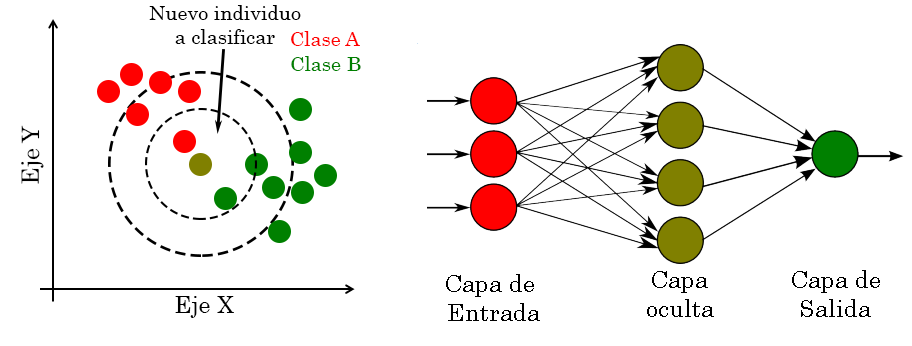 Nuevo individuo
a clasificar
Clase A
Clase B
Eje Y
Eje X
Capa de
Entrada
Capa
oculta
Capa de
Salida